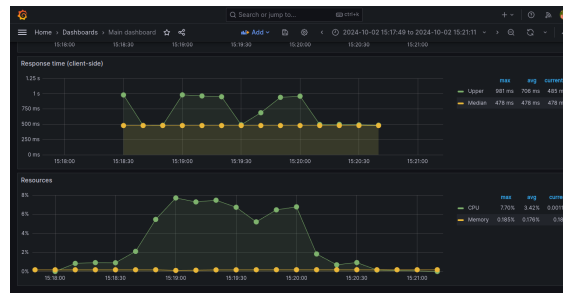 Search or jump to... ctrl+k
Home > Dashboards > Main dashboard Add 2024-10-02 15:17:49 to 2024-10-02 15:21:11
15:18:00 15:18:30 15:19:00 15:19:30 15:20:00 15:20:30 15:21:00
Response time (client-side)
1.25 s
1 s
750 ms
500 ms
250 ms
0 ms
15:18:00 15:18:30 15:19:00 15:19:30 15:20:00 15:20:30 15:21:00
max avg current
Upper 981 ms 706 ms 485 m
Median 478 ms 478 ms 478 m
Resources
8%
6%
4%
2%
0%
15:18:00 15:18:30 15:19:00 15:19:30 15:20:00 15:20:30 15:21:00
max avg curre
CPU 7.70% 3.42% 0.001
Memory 0.185% 0.176% 0.18